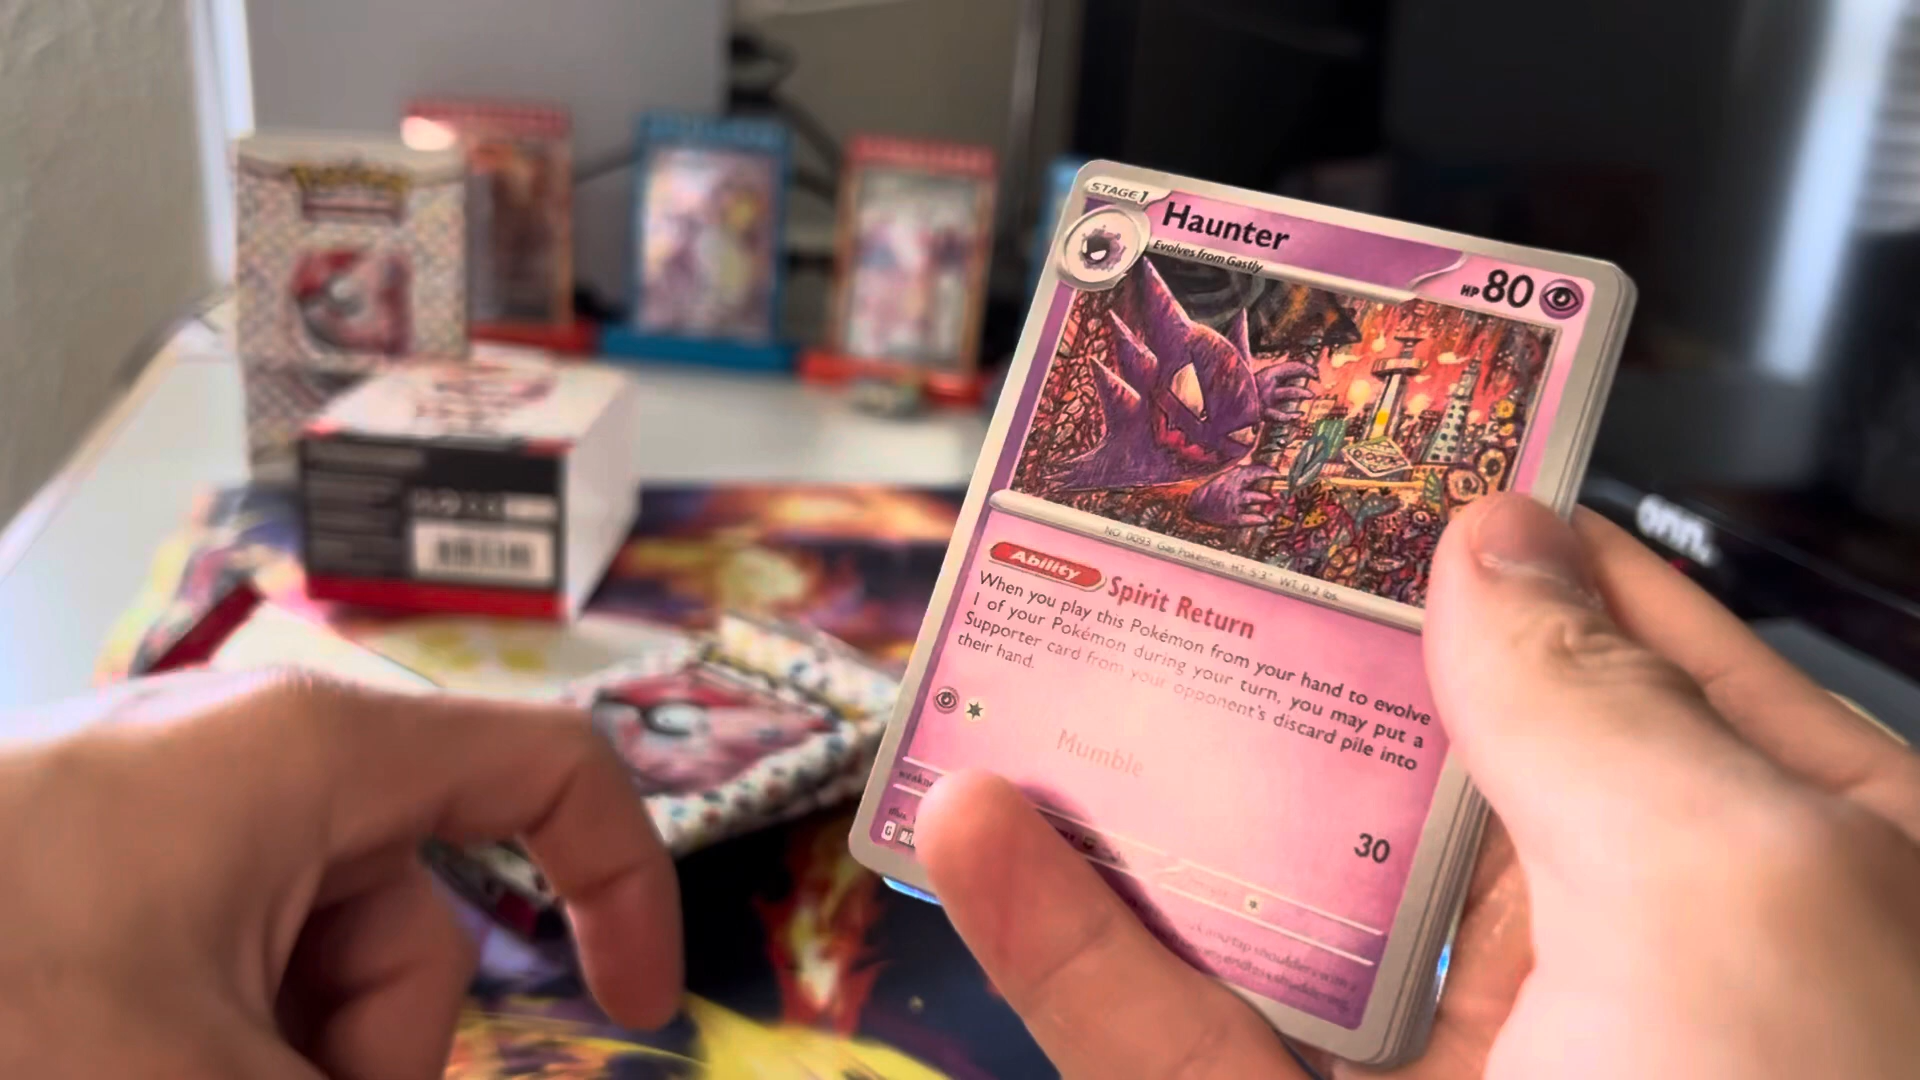 Pokémon
STAGE 1
Haunter
Evolves from Gastly
HP 80
NO. 0093 Gas Pokémon HT: 5'3" WT: 0.2 lbs.
Ability Spirit Return
When you play this Pokémon from your hand to evolve
1 of your Pokémon during your turn, you may put a
Supporter card from your opponent's discard pile into
their hand.
Mumble
30
G
onn.